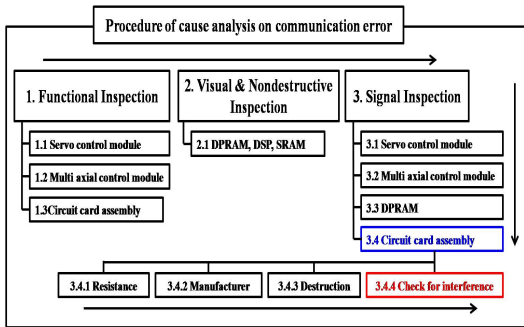 Procedure of cause analysis on communication error
1. Functional Inspection
1.1 Servo control module
1.2 Multi axial control module
1.3Circuit card assembly
2. Visual & Nondestructive
Inspection
2.1 DPRAM, DSP, SRAM
3. Signal Inspection
3.1 Servo control module
3.2 Multi axial control module
3.3 DPRAM
3.4 Circuit card assembly
3.4.1 Resistance
3.4.2 Manufacturer
3.4.3 Destruction
3.4.4 Check for interference